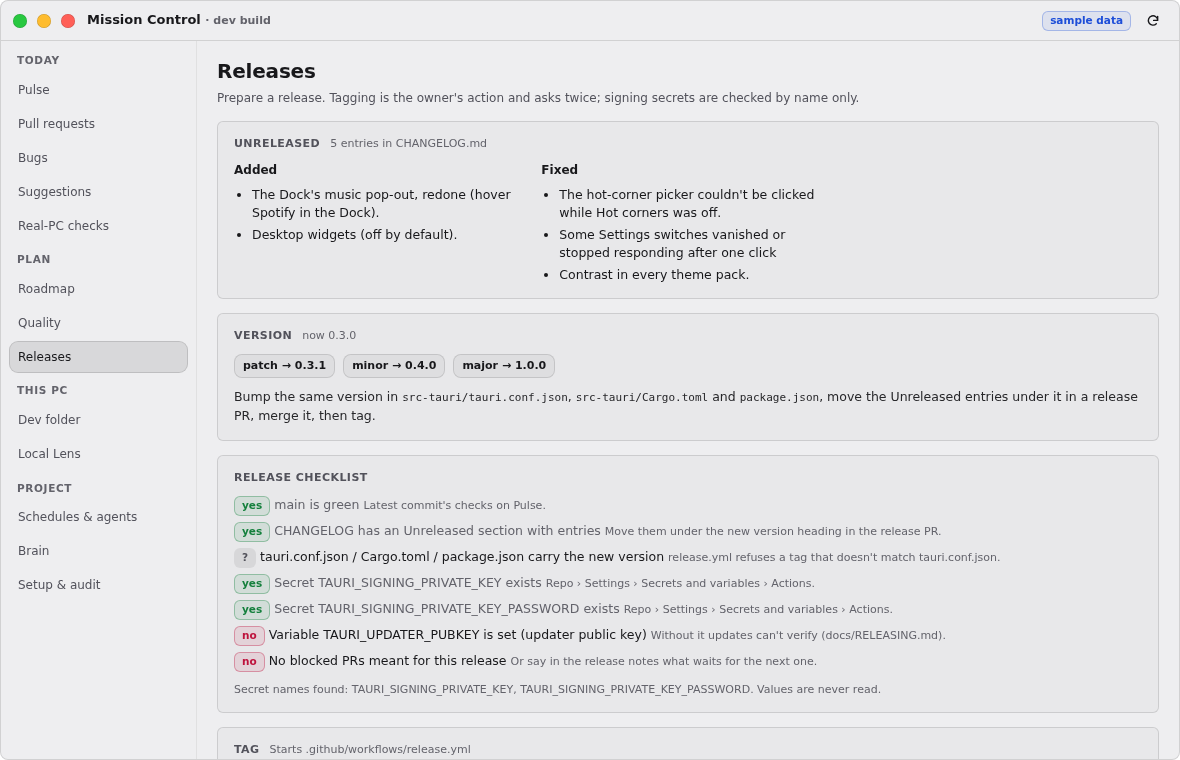 Mission Control · dev build
sample data
TODAY
Pulse
Pull requests
Bugs
Suggestions
Real-PC checks
PLAN
Roadmap
Quality
Releases
THIS PC
Dev folder
Local Lens
PROJECT
Schedules & agents
Brain
Setup & audit
Releases
Prepare a release. Tagging is the owner's action and asks twice; signing secrets are checked by name only.
UNRELEASED 5 entries in CHANGELOG.md
Added
• The Dock's music pop-out, redone (hover
Spotify in the Dock).
• Desktop widgets (off by default).
Fixed
• The hot-corner picker couldn't be clicked
while Hot corners was off.
• Some Settings switches vanished or
stopped responding after one click
• Contrast in every theme pack.
VERSION now 0.3.0
patch → 0.3.1 minor → 0.4.0 major → 1.0.0
Bump the same version in src-tauri/tauri.conf.json, src-tauri/Cargo.toml and package.json, move the Unreleased entries under it in a release
PR, merge it, then tag.
RELEASE CHECKLIST
yes main is green Latest commit's checks on Pulse.
yes CHANGELOG has an Unreleased section with entries Move them under the new version heading in the release PR.
? tauri.conf.json / Cargo.toml / package.json carry the new version release.yml refuses a tag that doesn't match tauri.conf.json.
yes Secret TAURI_SIGNING_PRIVATE_KEY exists Repo › Settings › Secrets and variables › Actions.
yes Secret TAURI_SIGNING_PRIVATE_KEY_PASSWORD exists Repo › Settings › Secrets and variables › Actions.
no Variable TAURI_UPDATER_PUBKEY is set (updater public key) Without it updates can't verify (docs/RELEASING.md).
no No blocked PRs meant for this release Or say in the release notes what waits for the next one.
Secret names found: TAURI_SIGNING_PRIVATE_KEY, TAURI_SIGNING_PRIVATE_KEY_PASSWORD. Values are never read.
TAG Starts .github/workflows/release.yml